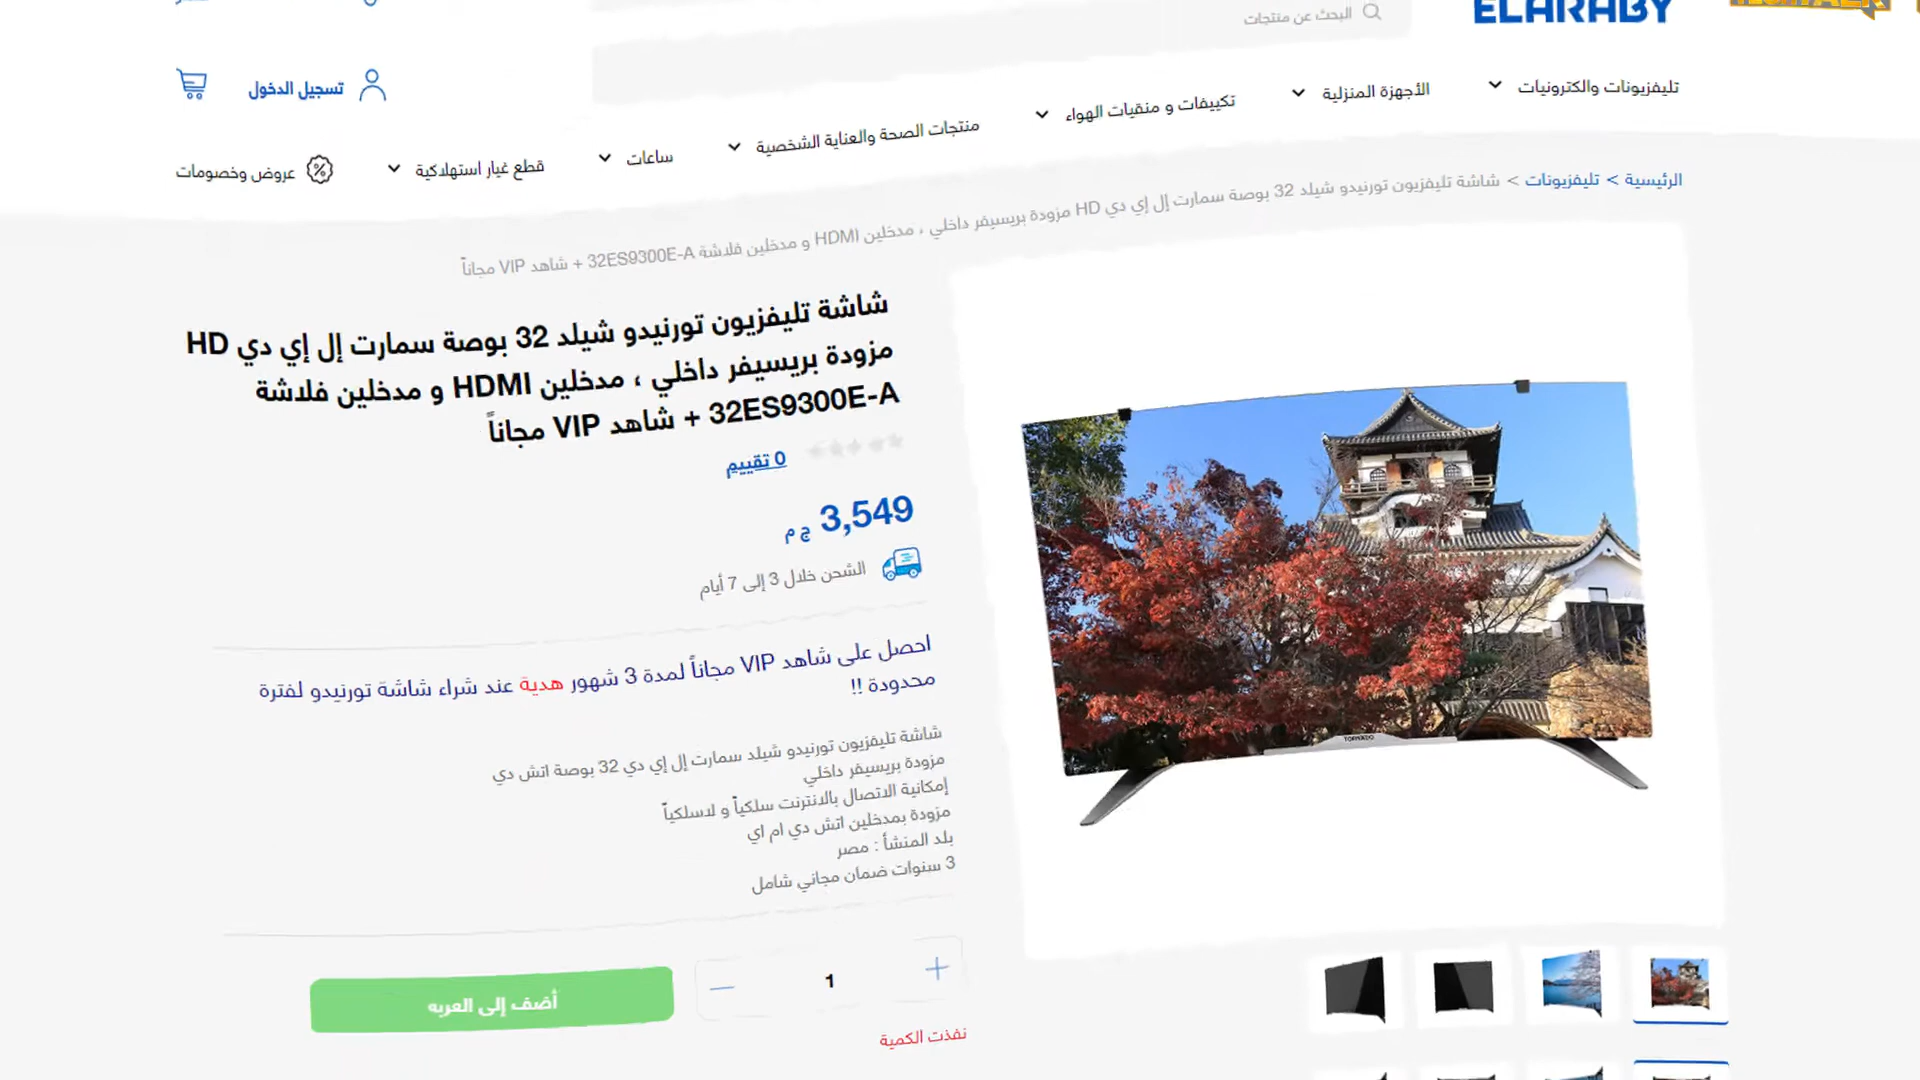 ELARABY
البحث عن منتجات
تسجيل الدخول
تليفزيونات والكترونيات
الأجهزة المنزلية
تكييفات و منقيات الهواء
منتجات الصحة والعناية الشخصية
ساعات
قطع غيار استهلاكية
عروض وخصومات
الرئيسية > تليفزيونات > شاشة تليفزيون تورنيدو شيلد 32 بوصة سمارت إل إي دي HD مزودة بريسيفر داخلي ، مدخلين HDMI و مدخلين فلاشة 32ES9300E-A + شاهد VIP مجاناً
شاشة تليفزيون تورنيدو شيلد 32 بوصة سمارت إل إي دي HD
مزودة بريسيفر داخلي ، مدخلين HDMI و مدخلين فلاشة
32ES9300E-A + شاهد VIP مجاناً
0 تقييم
3,549 ج م
الشحن خلال 3 إلى 7 أيام
احصل على شاهد VIP مجاناً لمدة 3 شهور هدية عند شراء شاشة تورنيدو لفترة
محدودة !!
شاشة تليفزيون تورنيدو شيلد سمارت إل إي دي 32 بوصة اتش دي
مزودة بريسيفر داخلي
إمكانية الاتصال بالانترنت سلكياً و لاسلكياً
مزودة بمدخلين اتش دي ام اي
بلد المنشأ : مصر
3 سنوات ضمان مجاني شامل
1
أضف إلى العربه
نفذت الكمية
TORNADO